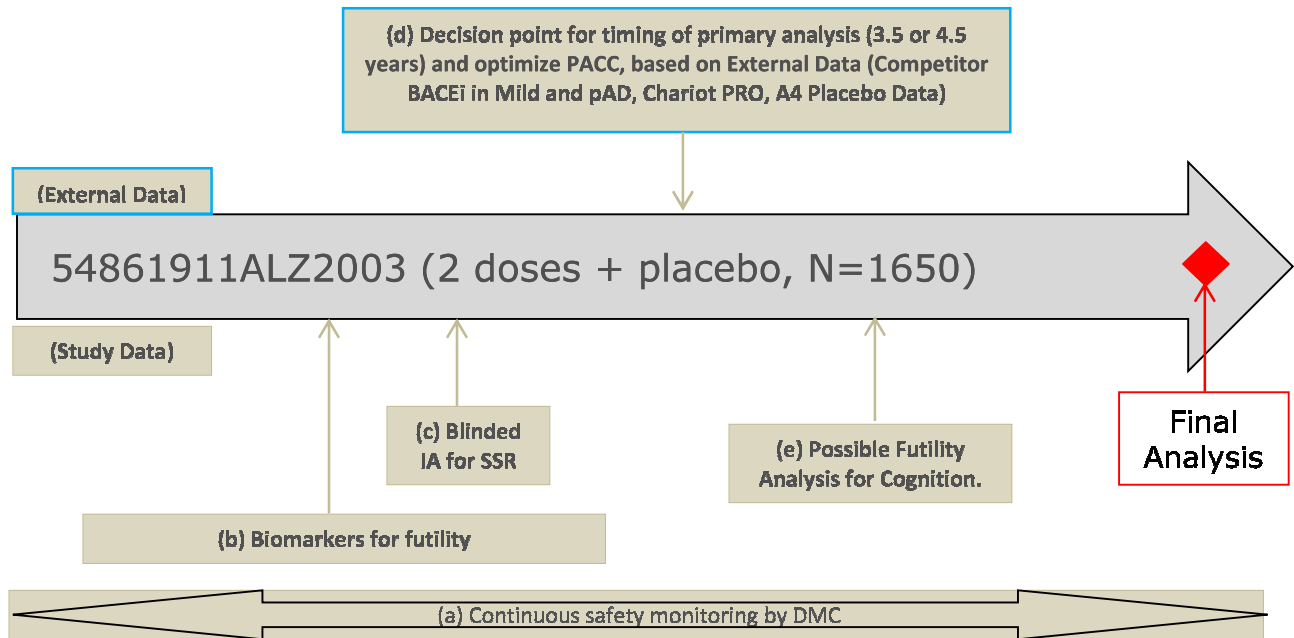 (d) Decision point for timing of primary analysis (3.5 or 4.5
years) and optimize PACC, based on External Data (Competitor
BACEi in Mild and pAD, Chariot PRO, A4 Placebo Data)
(External Data)
54861911ALZ2003 (2 doses + placebo, N=1650)
(Study Data)
(c) Blinded
IA for SSR
(e) Possible Futility
Analysis for Cognition.
Final
Analysis
(b) Biomarkers for futility
(a) Continuous safety monitoring by DMC